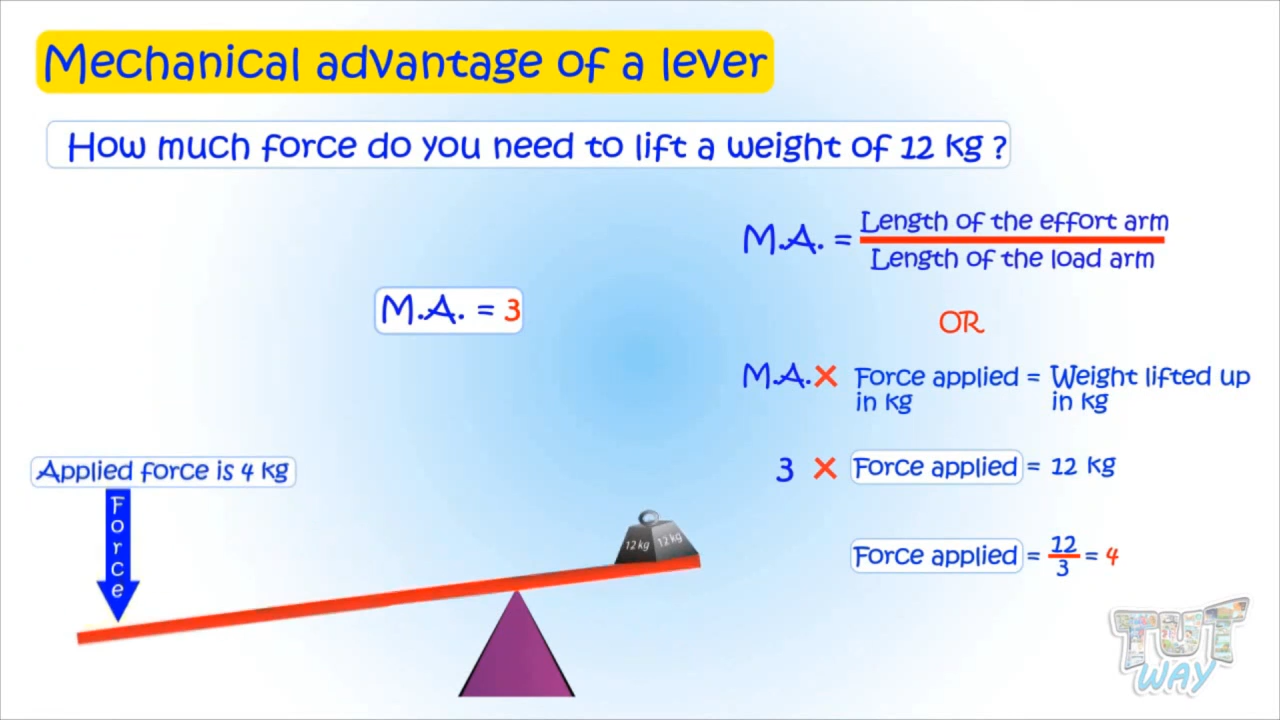 Mechanical advantage of a lever
How much force do you need to lift a weight of 12 kg ?
M.A. = Length of the effort arm
Length of the load arm
M.A. = 3
OR
M.A. × Force applied = Weight lifted up
in kg in kg
Applied force is 4 kg
3 × Force applied = 12 kg
Force
12 kg 12 kg
Force applied = 12/3 = 4
TUT
WAY